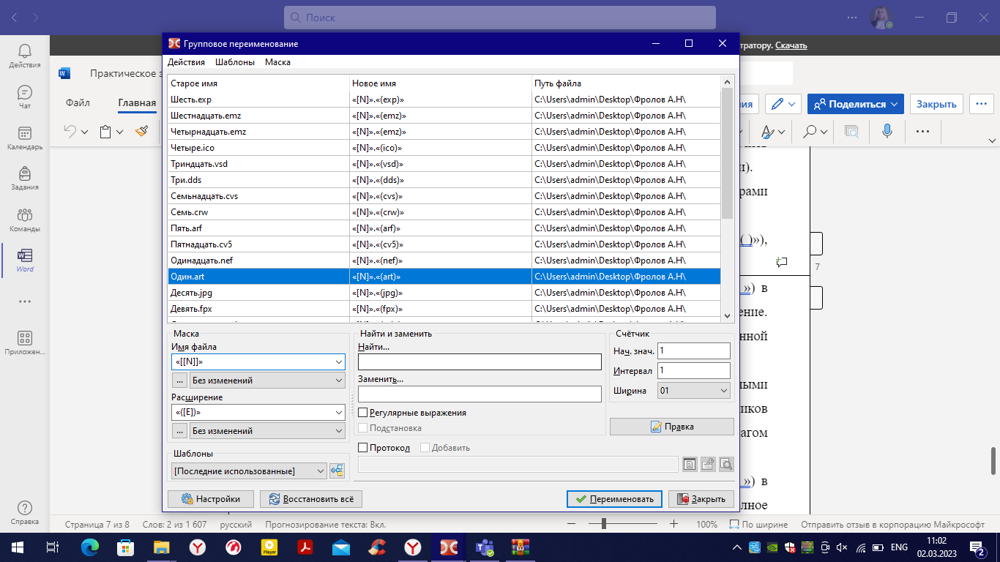 Поиск
Групповое переименование
тратору. Скачать
Действия Шаблоны Маска
Действия
Чат
Календарь
Задания
Команды
Word
Приложен...
Справка
Практическое з
Файл Главная
Поделиться Закрыть
Старое имя Новое имя Путь файла
Шесть.exp «[N]».«(exp)» C:\Users\admin\Desktop\Фролов А.Н\
Шестнадцать.emz «[N]».«(emz)» C:\Users\admin\Desktop\Фролов А.Н\
Четырнадцать.emz «[N]».«(emz)» C:\Users\admin\Desktop\Фролов А.Н\
Четыре.ico «[N]».«(ico)» C:\Users\admin\Desktop\Фролов А.Н\
Триндцать.vsd «[N]».«(vsd)» C:\Users\admin\Desktop\Фролов А.Н\
Три.dds «[N]».«(dds)» C:\Users\admin\Desktop\Фролов А.Н\
Семьнадцать.cvs «[N]».«(cvs)» C:\Users\admin\Desktop\Фролов А.Н\
Семь.crw «[N]».«(crw)» C:\Users\admin\Desktop\Фролов А.Н\
Пять.arf «[N]».«(arf)» C:\Users\admin\Desktop\Фролов А.Н\
Пятнадцать.cv5 «[N]».«(cv5)» C:\Users\admin\Desktop\Фролов А.Н\
Одинадцать.nef «[N]».«(nef)» C:\Users\admin\Desktop\Фролов А.Н\
Один.art «[N]».«(art)» C:\Users\admin\Desktop\Фролов А.Н\
Десять.jpg «[N]».«(jpg)» C:\Users\admin\Desktop\Фролов А.Н\
Девять.fpx «[N]».«(fpx)» C:\Users\admin\Desktop\Фролов А.Н\
рами
( )»),
7
») в
ение.
нной
ными
иков
агом
») в
лное
Маска
Имя файла
«[[N]]»
... Без изменений
Расширение
«([E])»
... Без изменений
Шаблоны
[Последние использованные]
Найти и заменить
Найти...
Заменить...
Регулярные выражения
Подстановка
Протокол Добавить
Счётчик
Нач. знач. 1
Интервал 1
Ширина 01
Правка
Настройки Восстановить всё Переименовать Закрыть
Страница 7 из 8 Слов: 2 из 1 607 русский Прогнозирование текста: Вкл. 100% По ширине Отправить отзыв в корпорацию Майкрософт
Player
ENG
11:02
02.03.2023
2